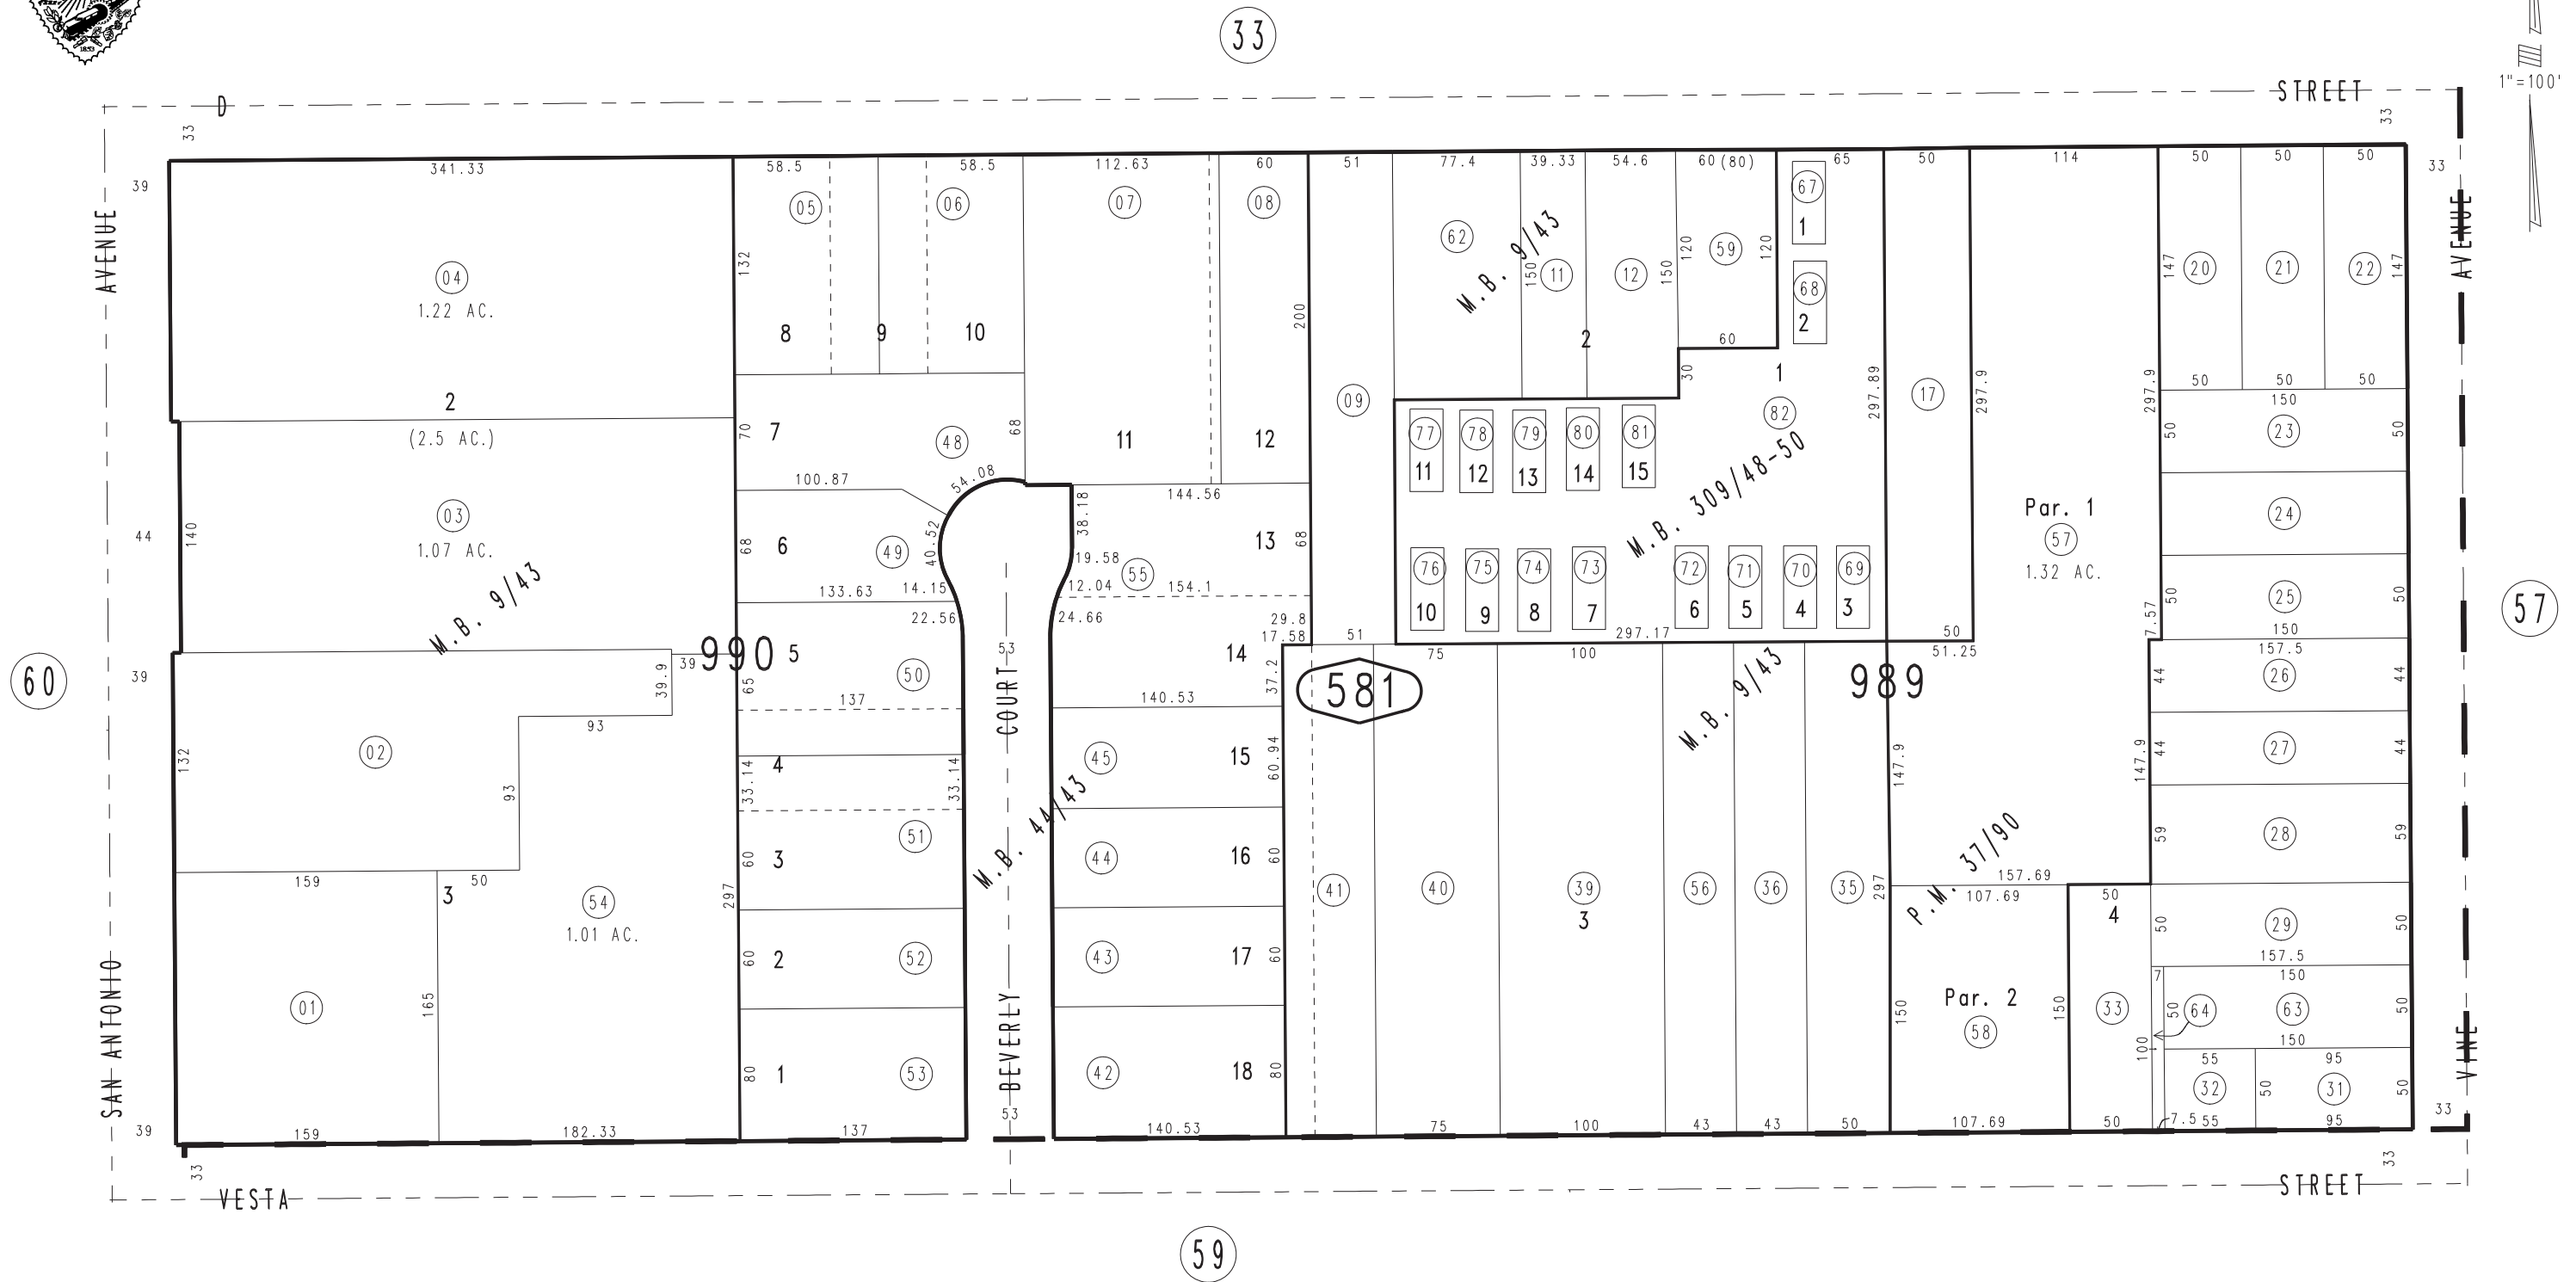 1853
33
1"=100'
D STREET
33 33
39 341.33 58.5 58.5 112.63 60 51 77.4 39.33 54.6 60 (80) 65 50 114 50 50 50 33
67
1
05 06 07 08
62 M.B. 9/43 11 12 59
150 150 120 120
AVENUE AVENUE
132
04
1.22 AC.
147 20 21 22 147
68
2
200
8 9 10
2
60
30 1
297.89 17 297.9 297.9
50 50 50
2
(2.5 AC.)
70 7 48 68 11 12
09
82
150
50 23 50
77 78 79 80 81
11 12 13 14 15
M.B. 309/48-50
100.87 54.08 144.56
38.18
44 140
03
1.07 AC.
68 6 49 40.52
13 68
19.58
12.04 55 154.1
133.63 14.15
22.56 24.66
29.8
17.58
Par. 1
57
1.32 AC.
24
50 25 50
150
57
76 75 74 73 72 71 70 69
10 9 8 7 6 5 4 3
M.B. 9/43
51 297.17 50
7.57
60
39 39.9 39
990 5
65 50
137
53
COURT
14 37.2
140.53
581
75 100
M.B. 9/43
989
51.25
157.5
44 26 44
93
132 02 93
4
33.14 33.14
45 15 60.94
147.9 147.9
44 27 44
M.B. 44/43
51
60 3
44 16 60
59 28 59
159 50
3
54
1.01 AC.
297
41 40 39 56 36 35 297
3
P.M. 37/90
157.69
107.69 50
4
50 29 50
157.5
60 2 52
43 17 60
01 165
7 150
Par. 2
58
150 150
33
50 64 63 50
100
150
55 95
32 50 31 50
80 1 53
42 18 80
SAN ANTONIO
BEVERLY
VINE
53
39 159 182.33 137 140.53 75 100 43 43 50 107.69 50 7.5 55 95 33
33 33
VESTA STREET
59